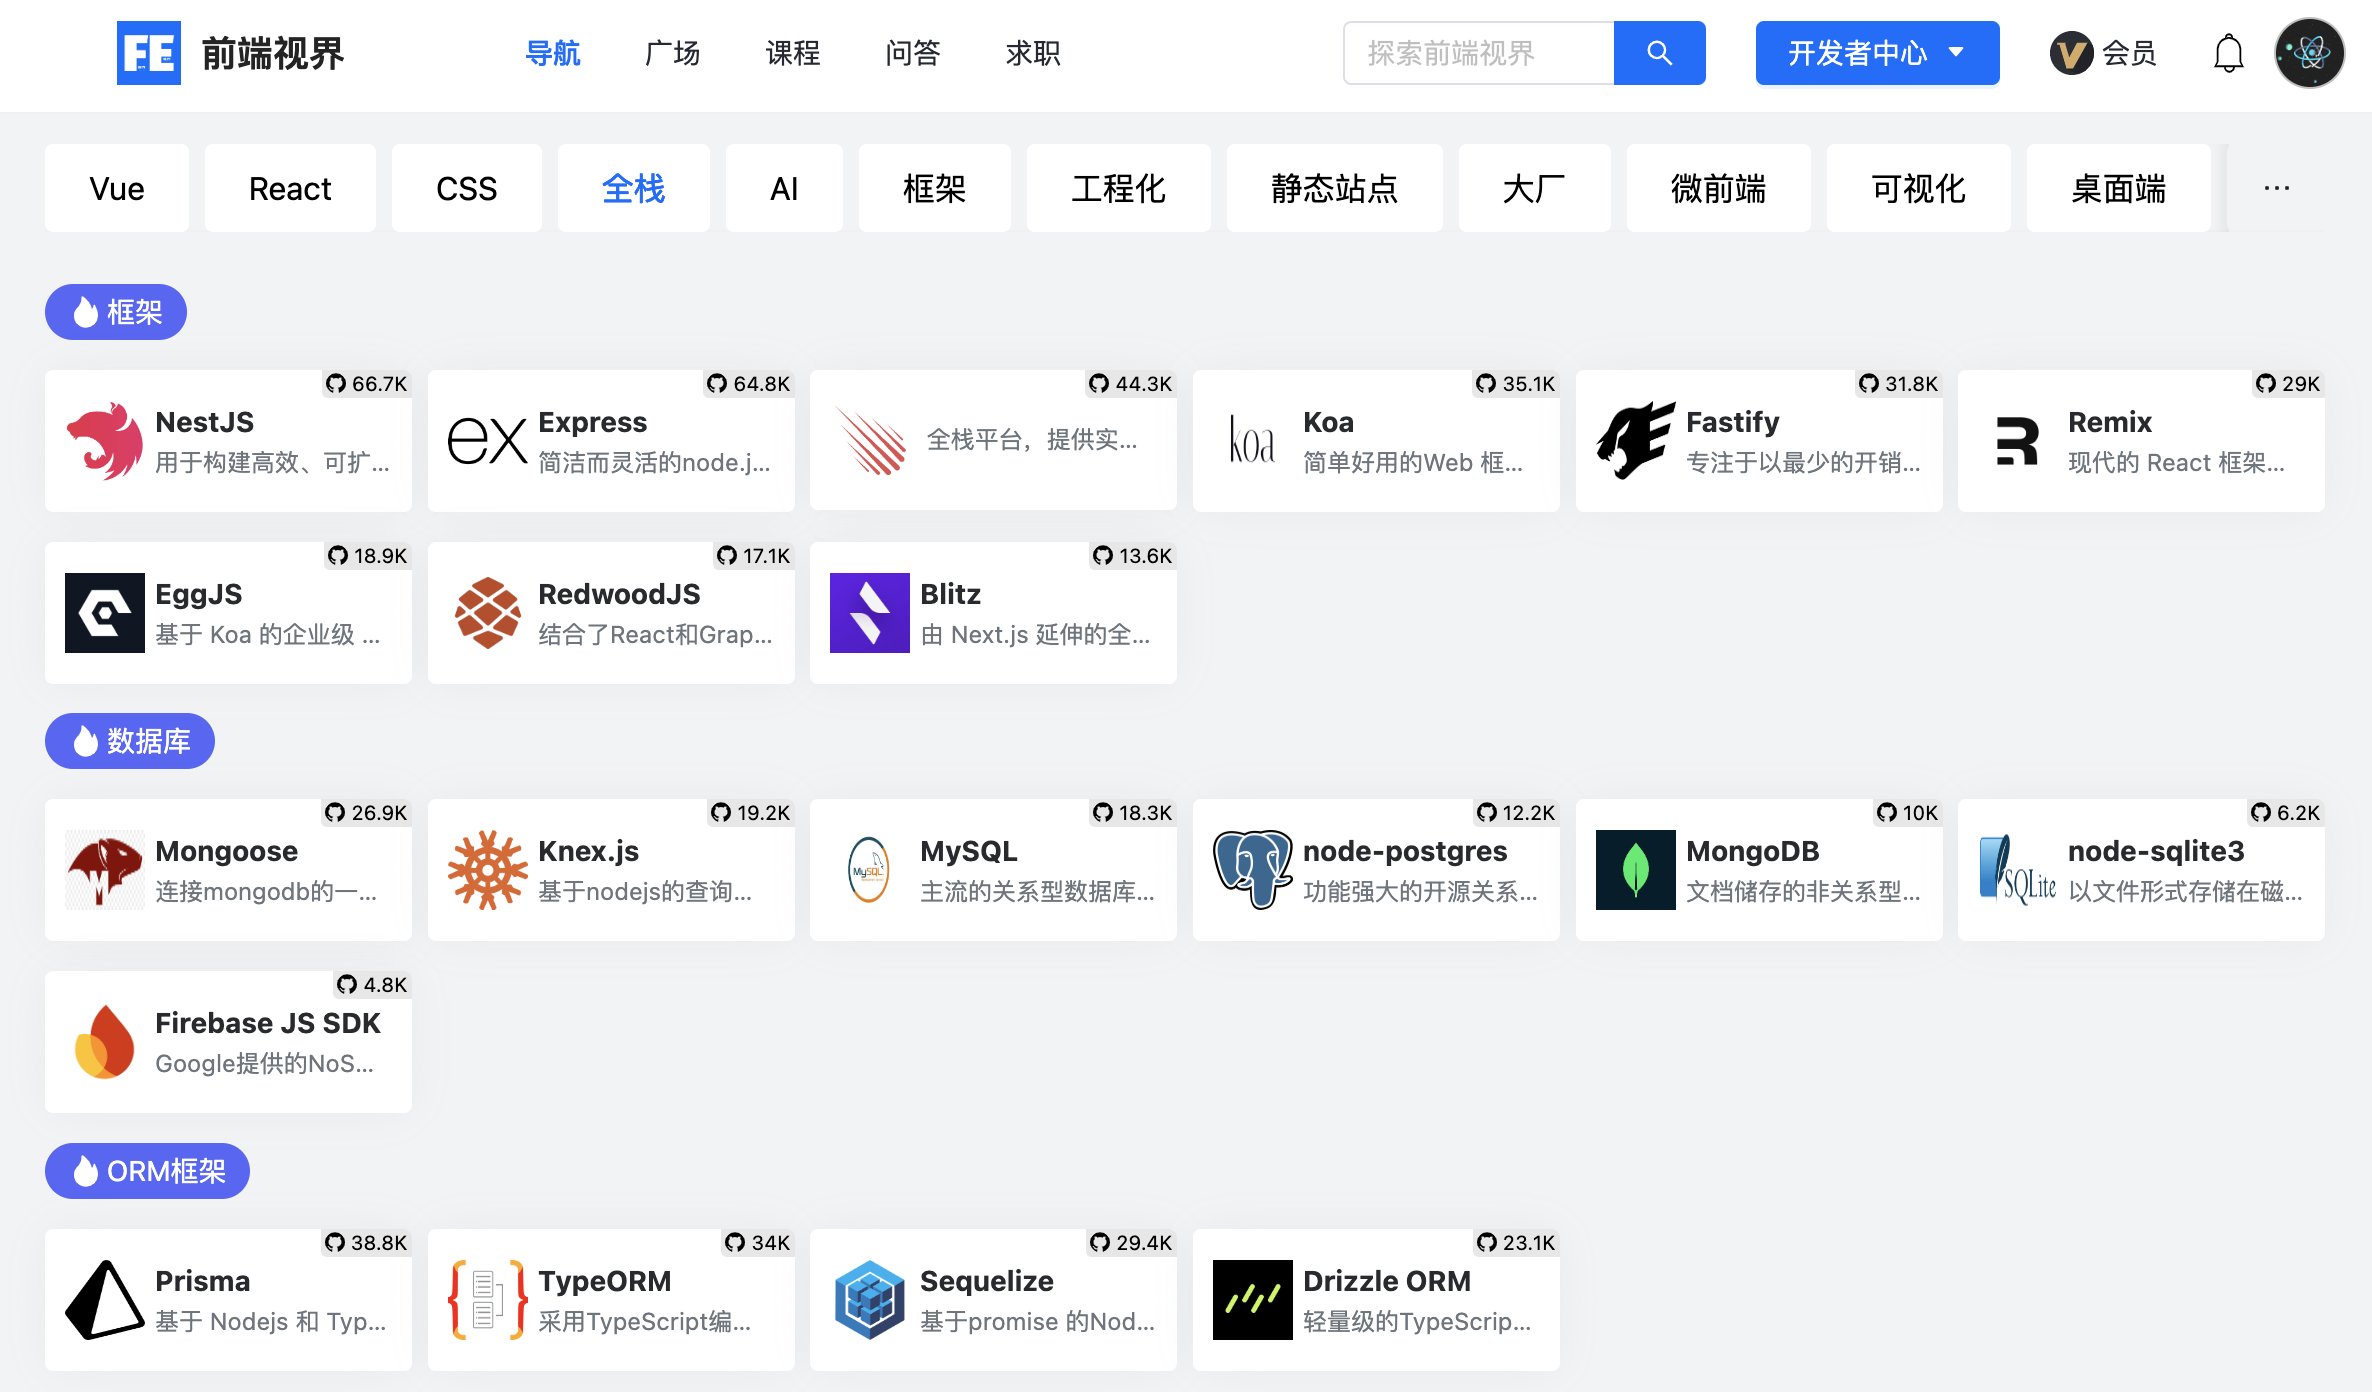 FE 前端视界 导航 广场 课程 问答 求职 探索前端视界 开发者中心 会员
Vue React CSS 全栈 AI 框架 工程化 静态站点 大厂 微前端 可视化 桌面端 ···
框架
66.7K
NestJS
用于构建高效、可扩...
64.8K
ex
Express
简洁而灵活的node.j...
44.3K
全栈平台，提供实...
35.1K
koa
Koa
简单好用的Web 框...
31.8K
Fastify
专注于以最少的开销...
29K
Remix
现代的 React 框架...
18.9K
EggJS
基于 Koa 的企业级 ...
17.1K
RedwoodJS
结合了React和Grap...
13.6K
Blitz
由 Next.js 延伸的全...
数据库
26.9K
M
Mongoose
连接mongodb的一...
19.2K
Knex.js
基于nodejs的查询...
18.3K
MySQL
MySQL
主流的关系型数据库...
12.2K
node-postgres
功能强大的开源关系...
10K
MongoDB
文档储存的非关系型...
6.2K
SQLite
node-sqlite3
以文件形式存储在磁...
4.8K
Firebase JS SDK
Google提供的NoS...
ORM框架
38.8K
Prisma
基于 Nodejs 和 Typ...
34K
TypeORM
采用TypeScript编...
29.4K
Sequelize
基于promise 的Nod...
23.1K
Drizzle ORM
轻量级的TypeScrip...